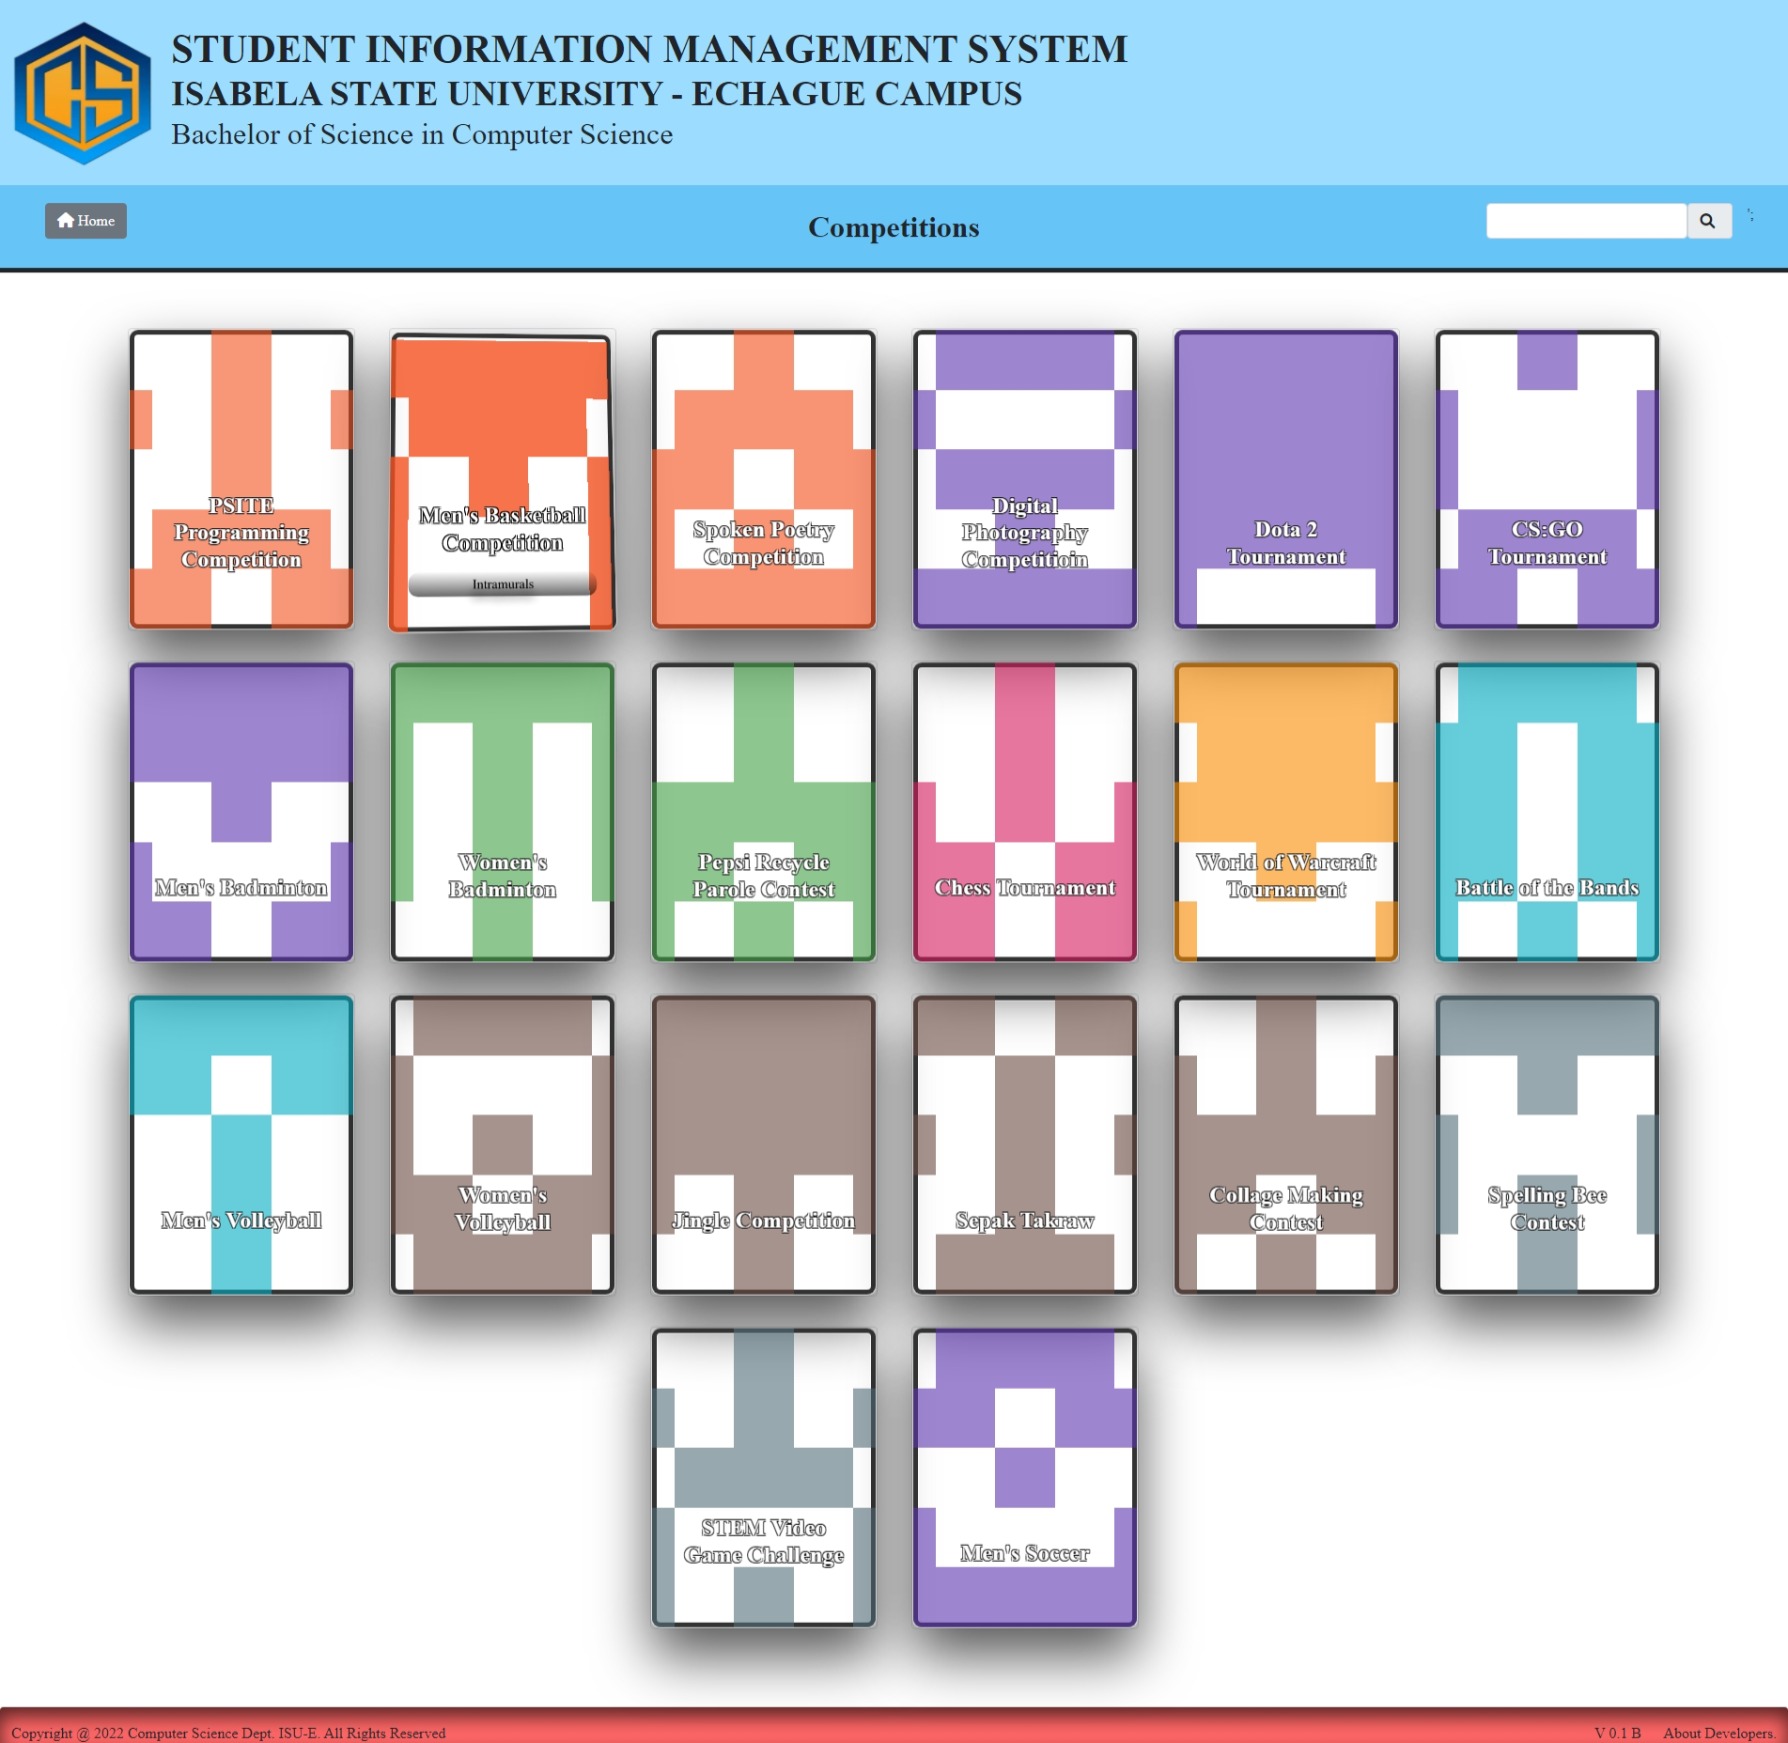 CS
STUDENT INFORMATION MANAGEMENT SYSTEM
ISABELA STATE UNIVERSITY - ECHAGUE CAMPUS
Bachelor of Science in Computer Science
Home
Competitions
';
PSITE
Programming
Competition
Men's Basketball
Competition
Intramurals
Spoken Poetry
Competition
Digital
Photography
Competitioin
Dota 2
Tournament
CS:GO
Tournament
Men's Badminton
Women's
Badminton
Pepsi Recycle
Parole Contest
Chess Tournament
World of Warcraft
Tournament
Battle of the Bands
Men's Volleyball
Women's
Volleyball
Jingle Competition
Sepak Takraw
Collage Making
Contest
Spelling Bee
Contest
STEM Video
Game Challenge
Men's Soccer
Copyright @ 2022 Computer Science Dept. ISU-E. All Rights Reserved
V 0.1 B
About Developers.